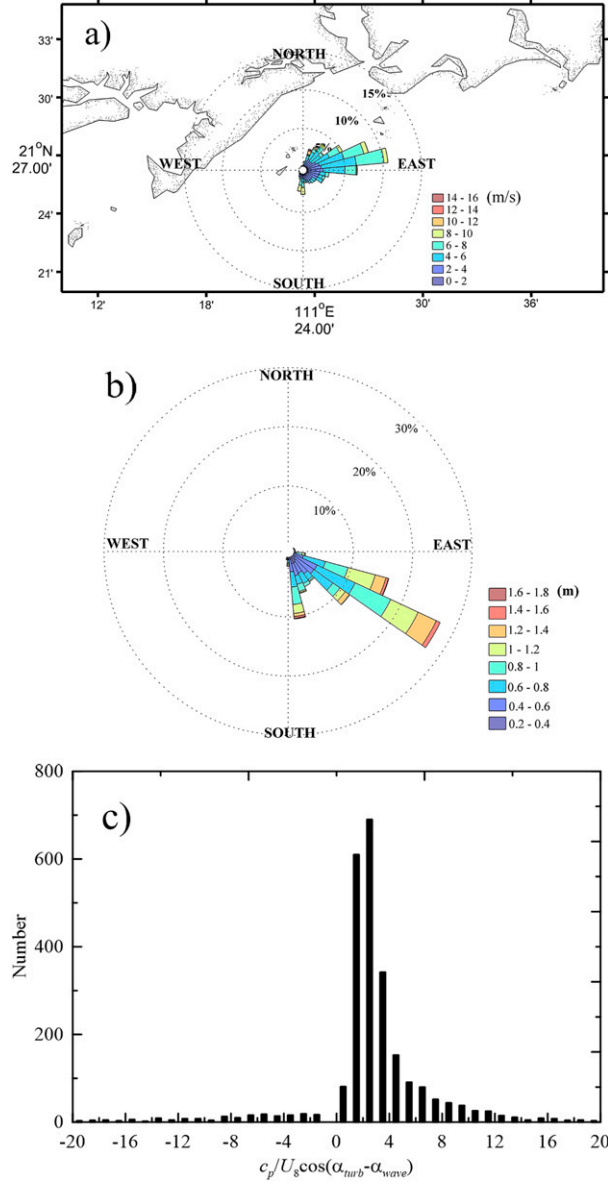 a)
33'
NORTH
30'
15%
10%
21°N
27.00'
WEST
EAST
24'
21'
SOUTH
14 - 16 (m/s)
12 - 14
10 - 12
8 - 10
6 - 8
4 - 6
2 - 4
0 - 2
12' 18' 111°E 30' 36'
24.00'
b)
NORTH
30%
20%
10%
WEST
EAST
SOUTH
1.6 - 1.8 (m)
1.4 - 1.6
1.2 - 1.4
1 - 1.2
0.8 - 1
0.6 - 0.8
0.4 - 0.6
0.2 - 0.4
c)
800
600
400
200
0
Number
-20 -16 -12 -8 -4 0 4 8 12 16 20
c_p/U_8cos(α_turb-α_wave)